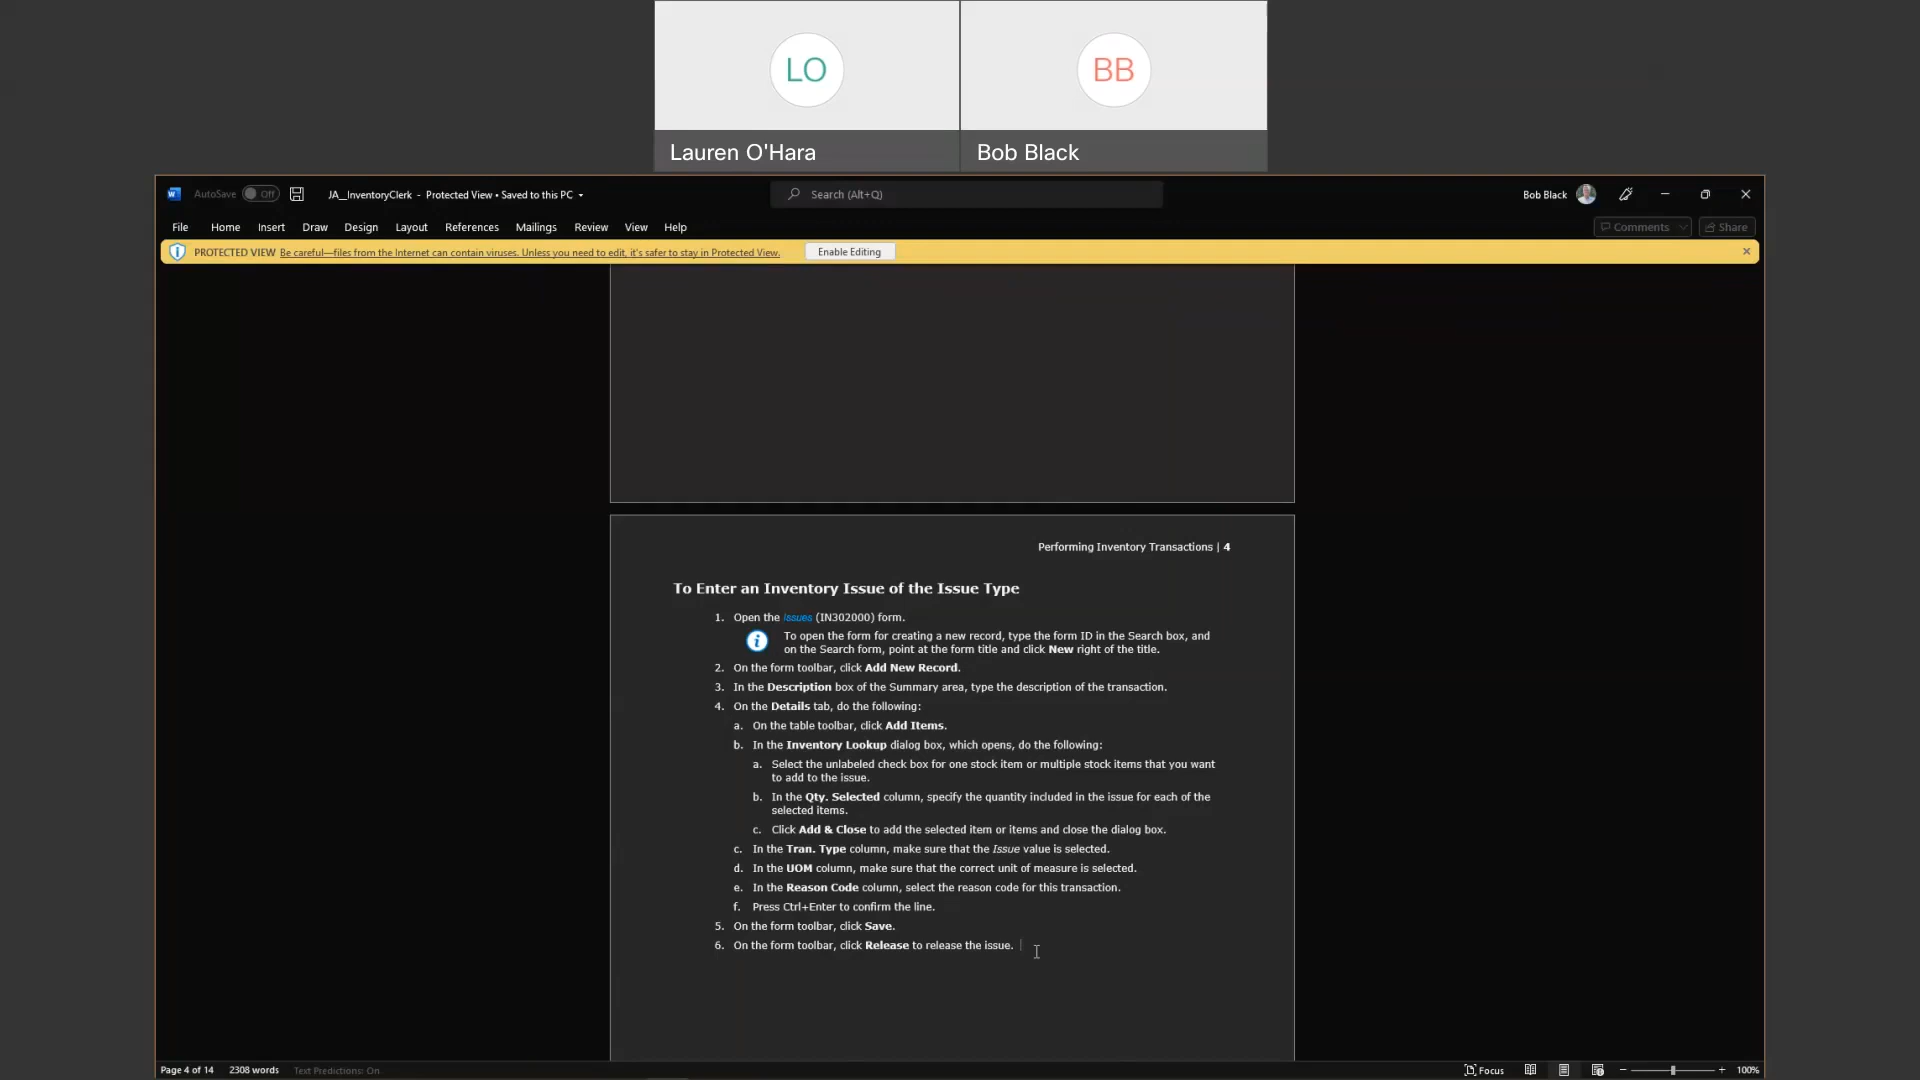 LO
BB
Lauren O'Hara
Bob Black
AutoSave Off
JA__InventoryClerk - Protected View • Saved to this PC
Search (Alt+Q)
Bob Black
File Home Insert Draw Design Layout References Mailings Review View Help
Comments
Share
PROTECTED VIEW Be careful—files from the Internet can contain viruses. Unless you need to edit, it's safer to stay in Protected View.
Enable Editing
Performing Inventory Transactions | 4
To Enter an Inventory Issue of the Issue Type
1. Open the Issues (IN302000) form.
To open the form for creating a new record, type the form ID in the Search box, and
on the Search form, point at the form title and click New right of the title.
2. On the form toolbar, click Add New Record.
3. In the Description box of the Summary area, type the description of the transaction.
4. On the Details tab, do the following:
a. On the table toolbar, click Add Items.
b. In the Inventory Lookup dialog box, which opens, do the following:
a. Select the unlabeled check box for one stock item or multiple stock items that you want
to add to the issue.
b. In the Qty. Selected column, specify the quantity included in the issue for each of the
selected items.
c. Click Add & Close to add the selected item or items and close the dialog box.
c. In the Tran. Type column, make sure that the Issue value is selected.
d. In the UOM column, make sure that the correct unit of measure is selected.
e. In the Reason Code column, select the reason code for this transaction.
f. Press Ctrl+Enter to confirm the line.
5. On the form toolbar, click Save.
6. On the form toolbar, click Release to release the issue.
Page 4 of 14 2308 words Text Predictions: On
Focus
100%